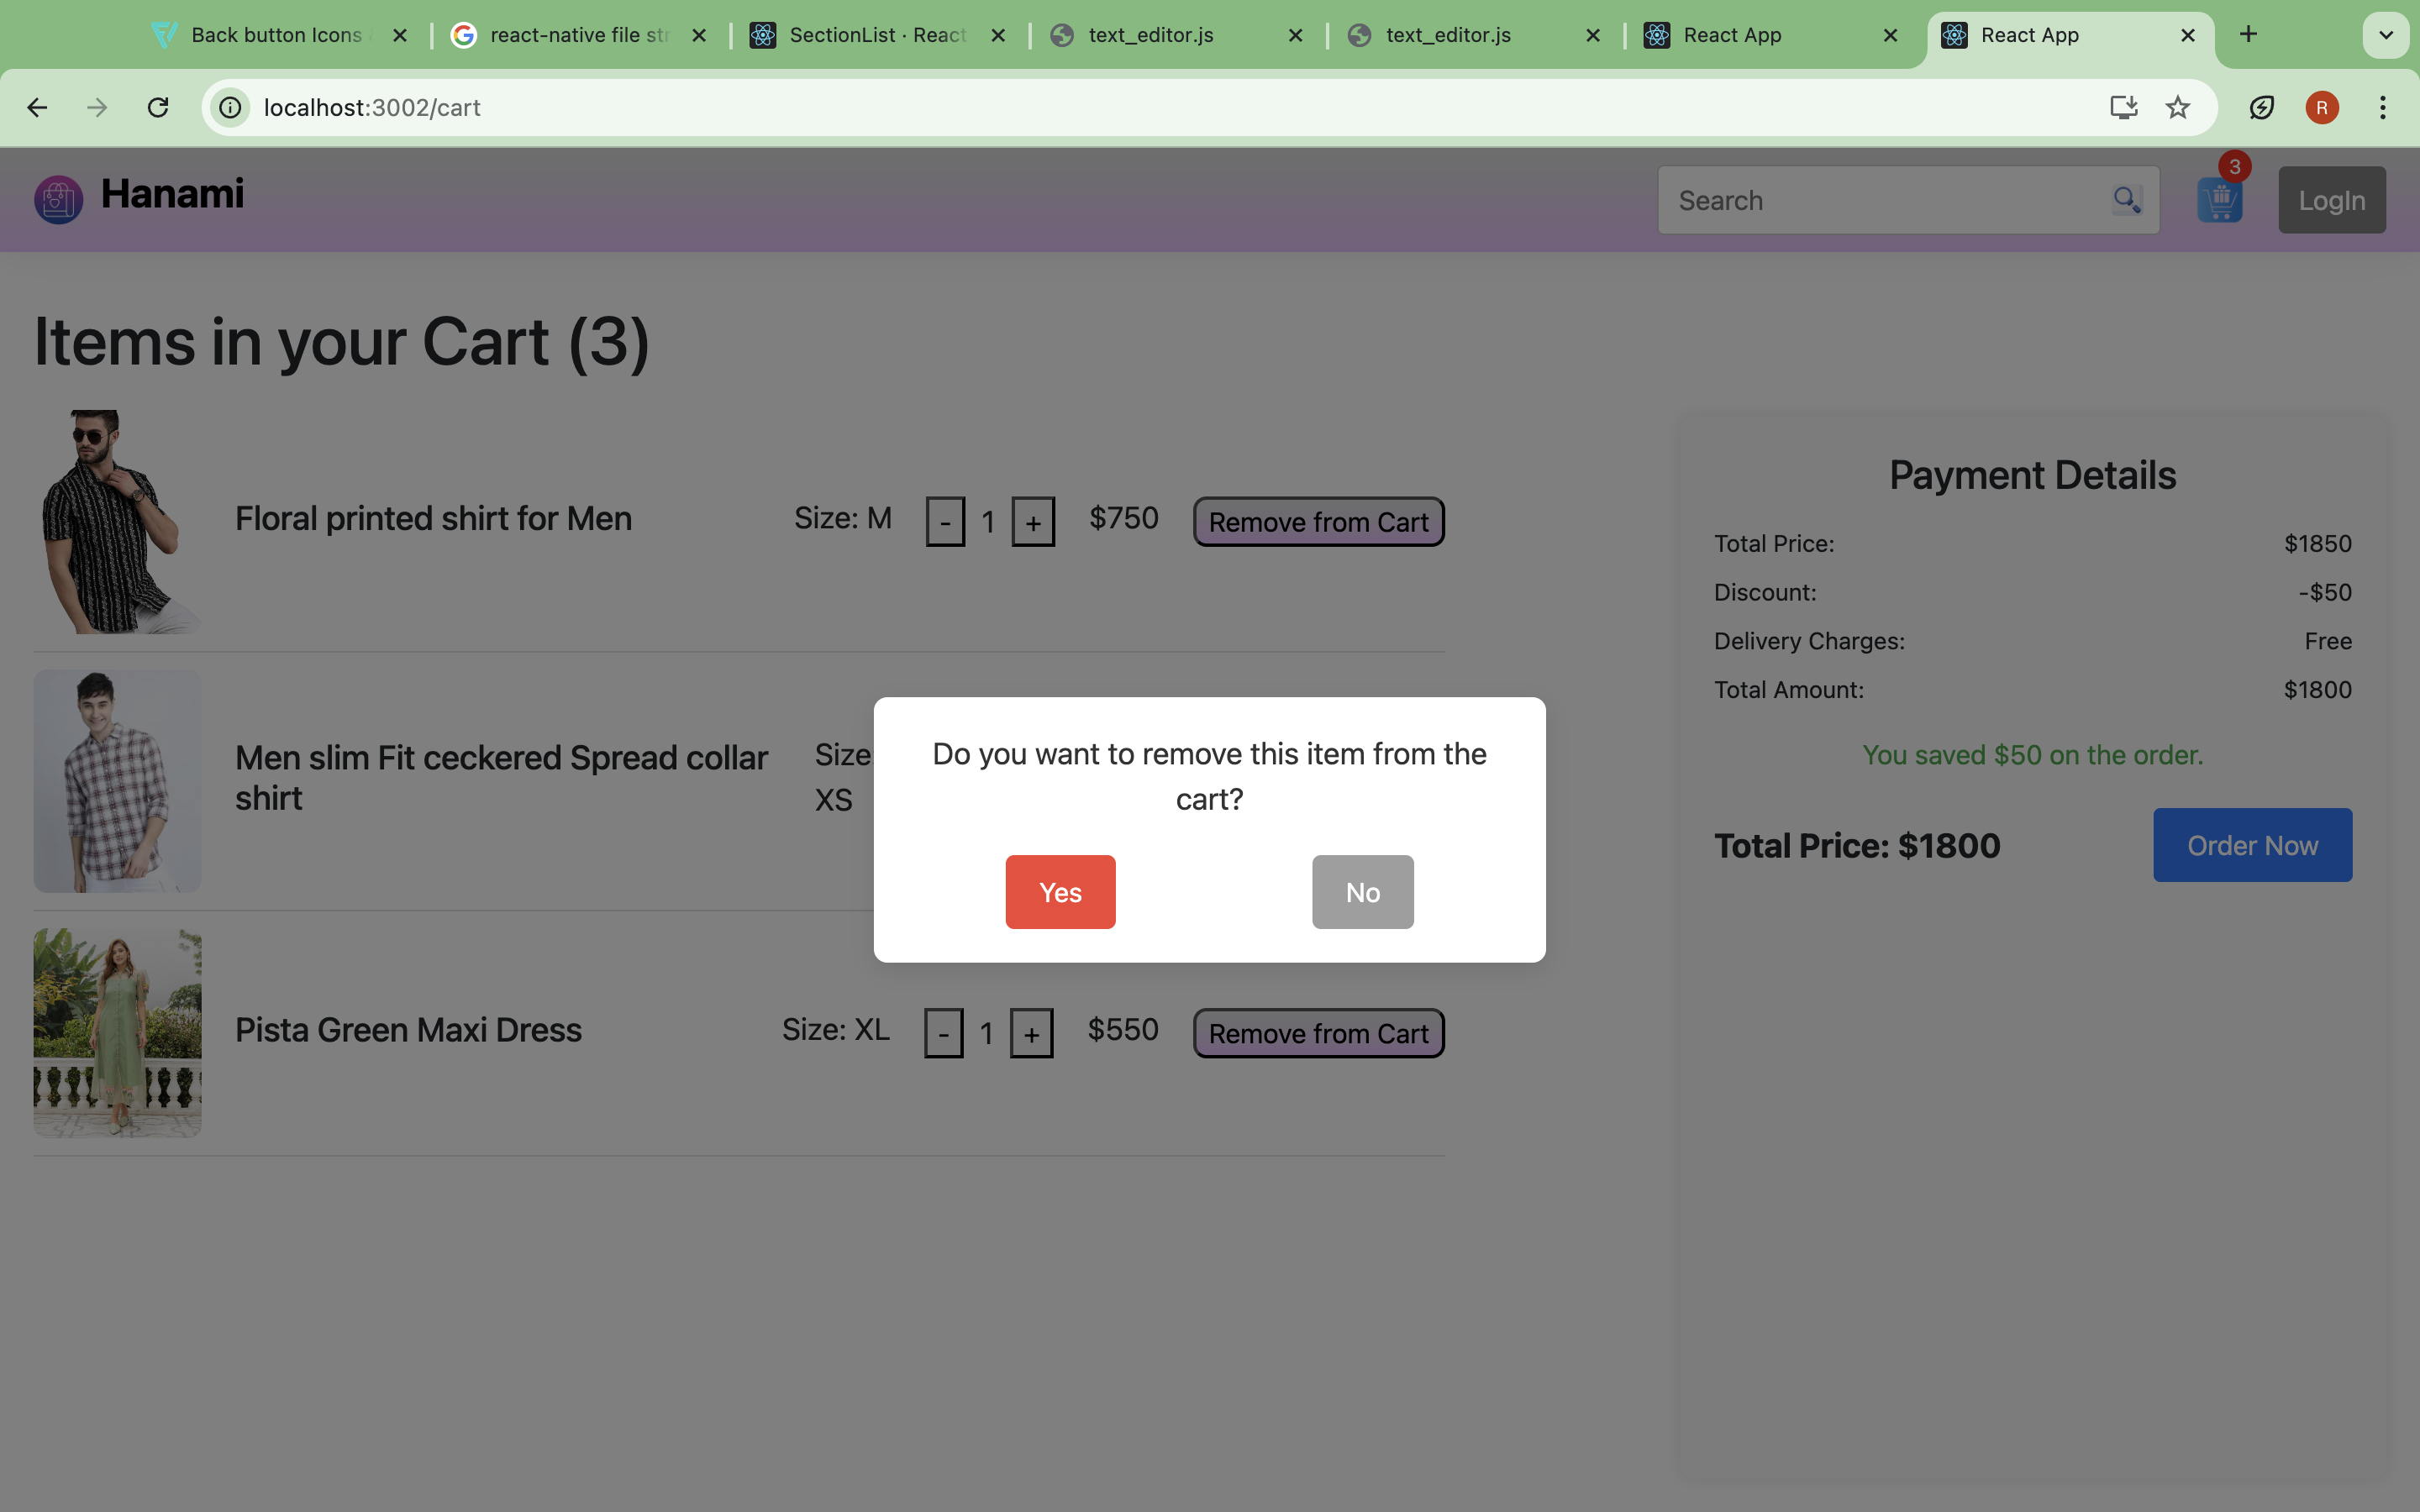 Back button Icons
react-native file str
SectionList · React
text_editor.js
text_editor.js
React App
React App
localhost:3002/cart
R
Hanami
Search
3
LogIn
Items in your Cart (3)
Floral printed shirt for Men
Size: M
-
1
+
$750
Remove from Cart
Men slim Fit ceckered Spread collar
shirt
Size
XS
Do you want to remove this item from the
cart?
Yes
No
Pista Green Maxi Dress
Size: XL
-
1
+
$550
Remove from Cart
Payment Details
Total Price:
$1850
Discount:
-$50
Delivery Charges:
Free
Total Amount:
$1800
You saved $50 on the order.
Total Price: $1800
Order Now